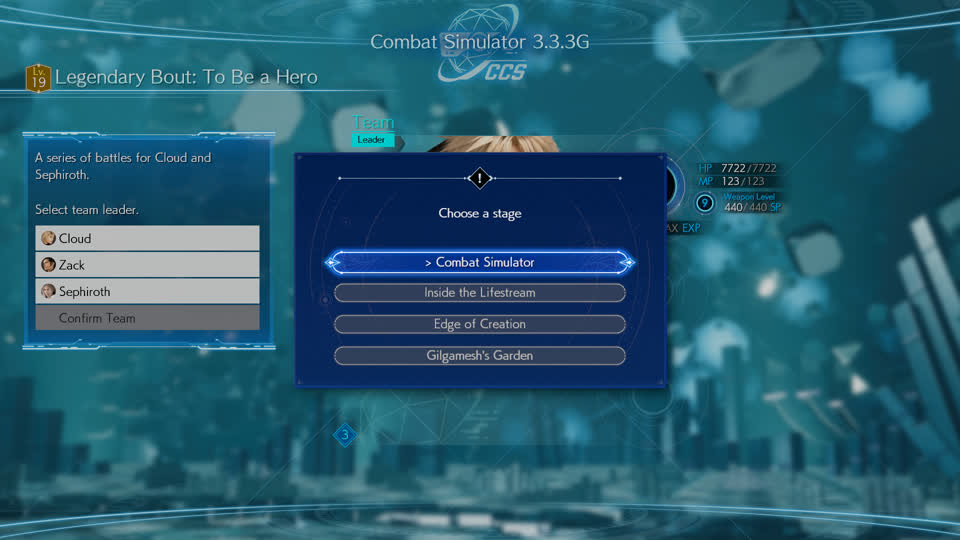 Combat Simulator 3.3.3G
CCS
Lv.
19
Legendary Bout: To Be a Hero
Team
Leader
A series of battles for Cloud and
Sephiroth.
Select team leader.
Cloud
Zack
Sephiroth
Confirm Team
!
Choose a stage
> Combat Simulator
Inside the Lifestream
Edge of Creation
Gilgamesh's Garden
HP 7722/7722
MP 123/123
9
Weapon Level
440/440 SP
AX EXP
3